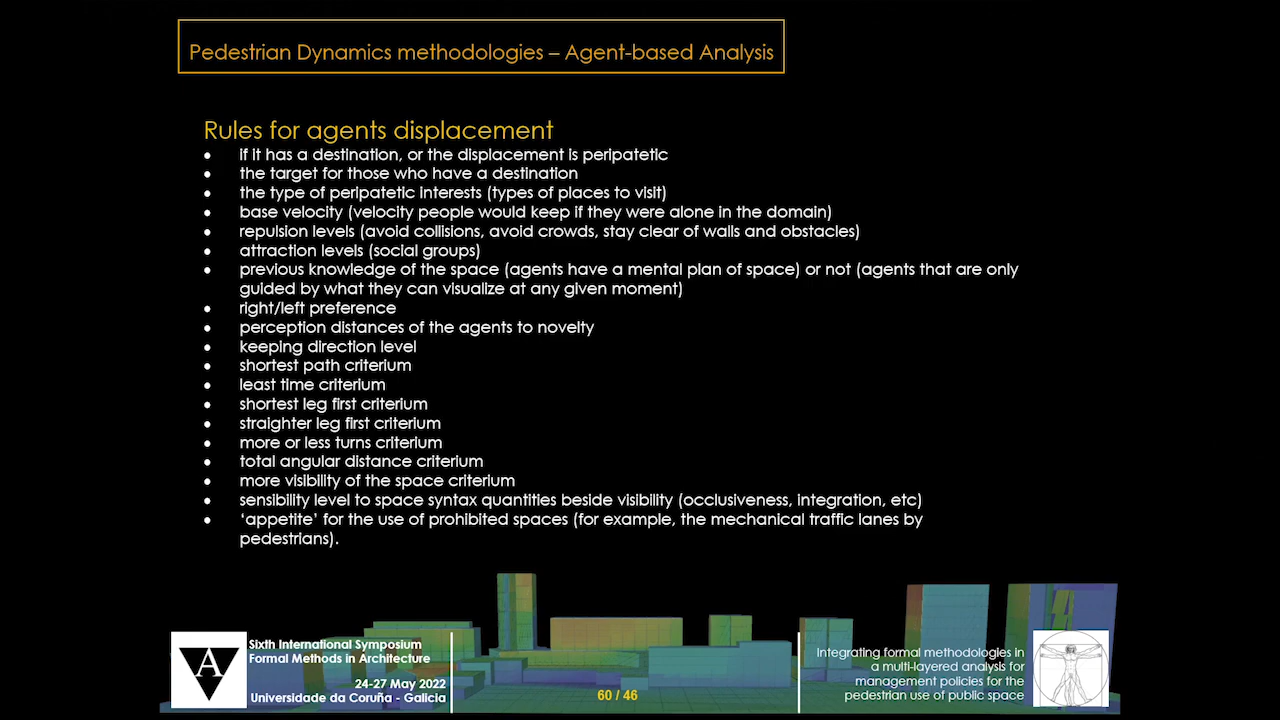 Pedestrian Dynamics methodologies – Agent-based Analysis
Rules for agents displacement
• if it has a destination, or the displacement is peripatetic
• the target for those who have a destination
• the type of peripatetic interests (types of places to visit)
• base velocity (velocity people would keep if they were alone in the domain)
• repulsion levels (avoid collisions, avoid crowds, stay clear of walls and obstacles)
• attraction levels (social groups)
• previous knowledge of the space (agents have a mental plan of space) or not (agents that are only
guided by what they can visualize at any given moment)
• right/left preference
• perception distances of the agents to novelty
• keeping direction level
• shortest path criterium
• least time criterium
• shortest leg first criterium
• straighter leg first criterium
• more or less turns criterium
• total angular distance criterium
• more visibility of the space criterium
• sensibility level to space syntax quantities beside visibility (occlusiveness, integration, etc)
• ‘appetite’ for the use of prohibited spaces (for example, the mechanical traffic lanes by
pedestrians).
A
Sixth International Symposium
Formal Methods in Architecture
24-27 May 2022
Universidade da Coruña - Galicia
60 / 46
Integrating formal methodologies in
a multi-layered analysis for
management policies for the
pedestrian use of public space